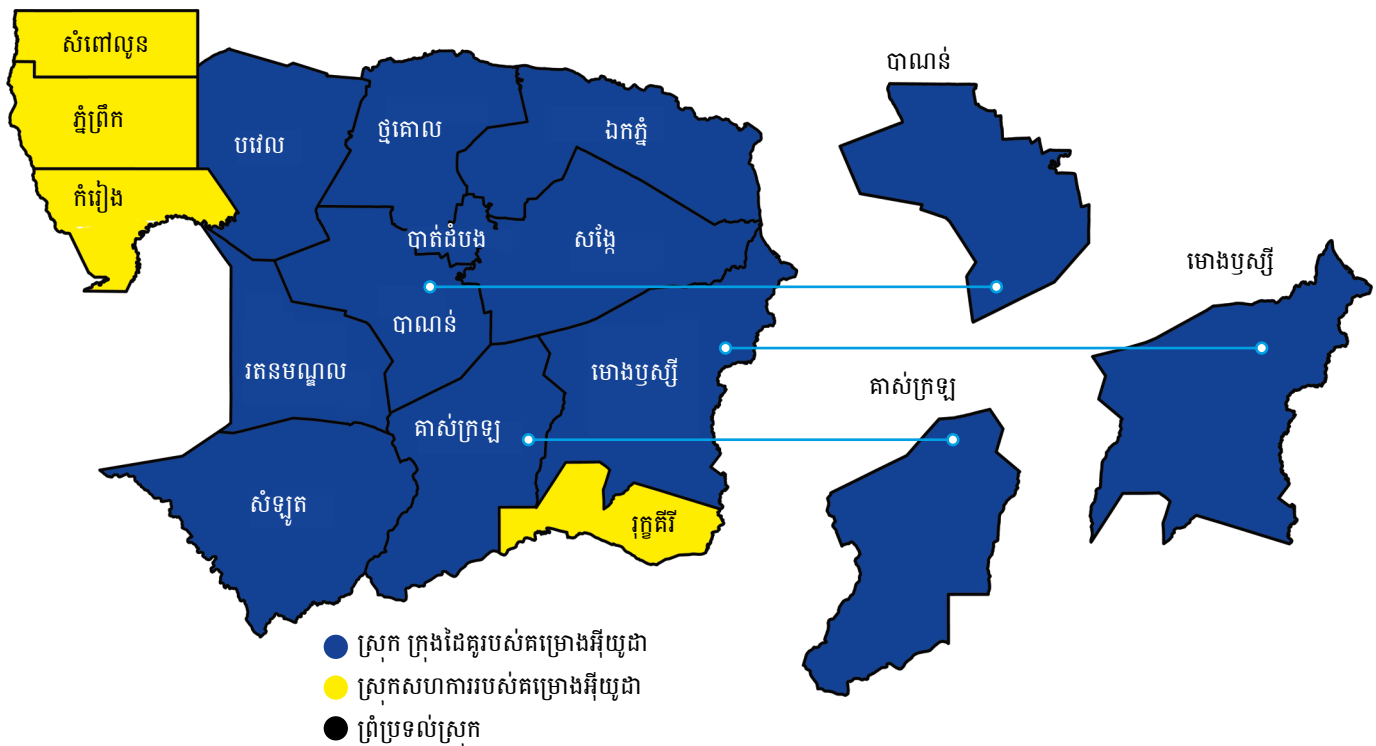 សំពៅលូន
ភ្នំព្រឹក
កំរៀង
បវេល
ថ្មគោល
ឯកភ្នំ
បាត់ដំបង
សង្កែ
បាណន់
រតនមណ្ឌល
មោងឫស្សី
គាស់ក្រឡ
សំឡូត
រុក្ខគីរី
បាណន់
មោងឫស្សី
គាស់ក្រឡ
ស្រុក ក្រុងដៃគូរបស់គម្រោងអ៊ីយូដា
ស្រុកសហការរបស់គម្រោងអ៊ីយូដា
ព្រំប្រទល់ស្រុក